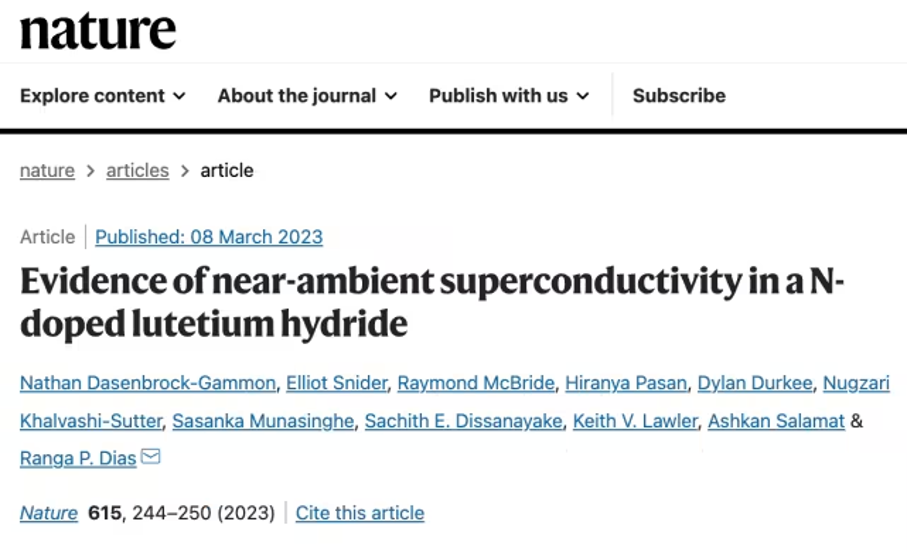 nature
Explore content About the journal Publish with us Subscribe
nature > articles > article
Article | Published: 08 March 2023
Evidence of near-ambient superconductivity in a N-
doped lutetium hydride
Nathan Dasenbrock-Gammon, Elliot Snider, Raymond McBride, Hiranya Pasan, Dylan Durkee, Nugzari
Khalvashi-Sutter, Sasanka Munasinghe, Sachith E. Dissanayake, Keith V. Lawler, Ashkan Salamat &
Ranga P. Dias
Nature 615, 244–250 (2023) | Cite this article